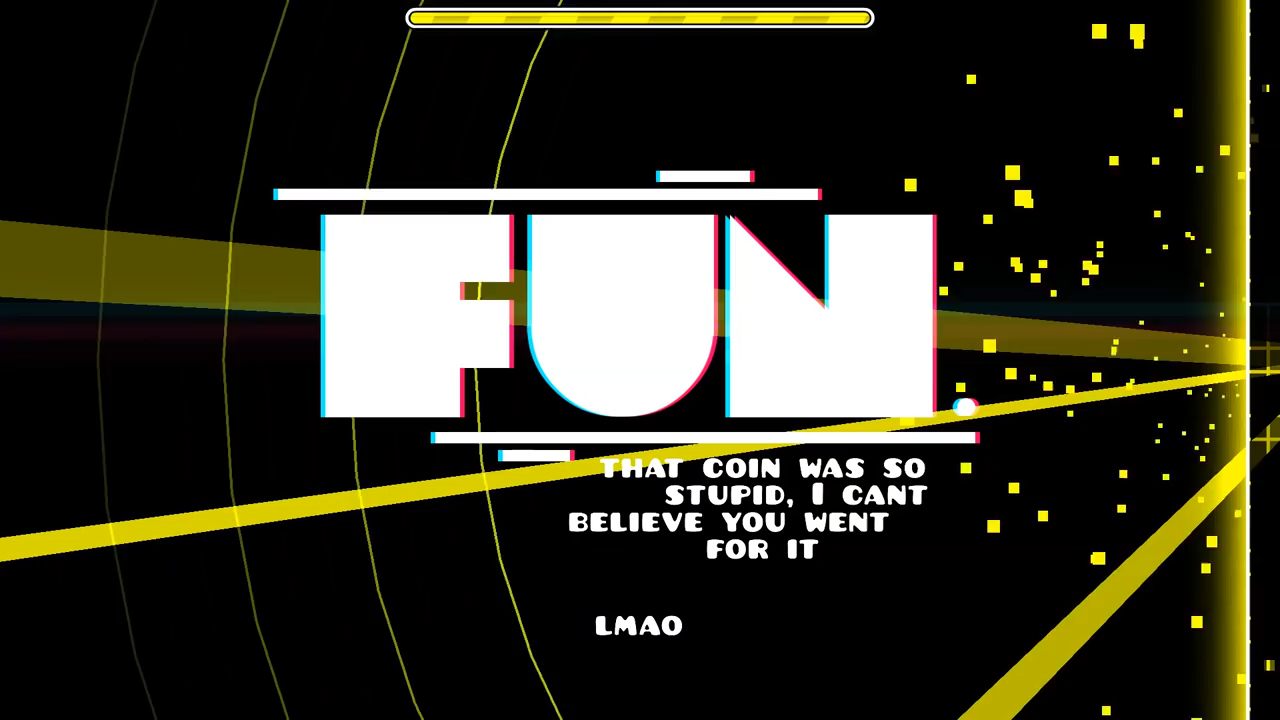 FUN.
THAT COIN WAS SO
STUPID, I CANT
BELIEVE YOU WENT
FOR IT
LMAO